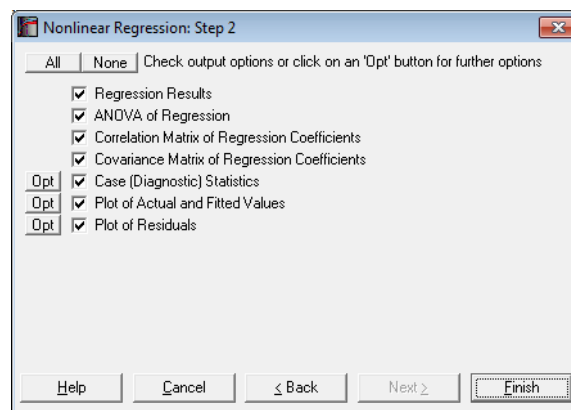 Nonlinear Regression: Step 2
All None Check output options or click on an 'Opt' button for further options
Regression Results
ANOVA of Regression
Correlation Matrix of Regression Coefficients
Covariance Matrix of Regression Coefficients
Opt Case (Diagnostic) Statistics
Opt Plot of Actual and Fitted Values
Opt Plot of Residuals
Help Cancel < Back Next > Finish